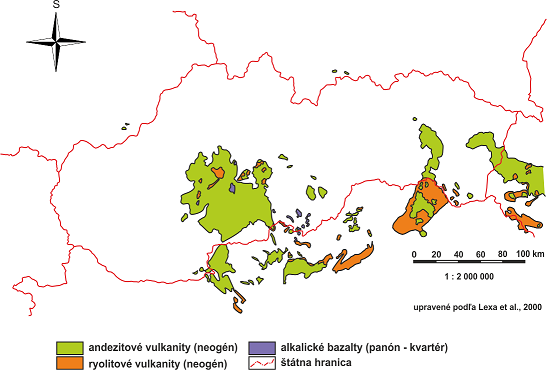 S
0 20 40 60 80 100 km
1 : 2 000 000
upravené podľa Lexa et al., 2000
andezitové vulkanity (neogén)
alkalické bazalty (panón - kvartér)
ryolitové vulkanity (neogén)
štátna hranica